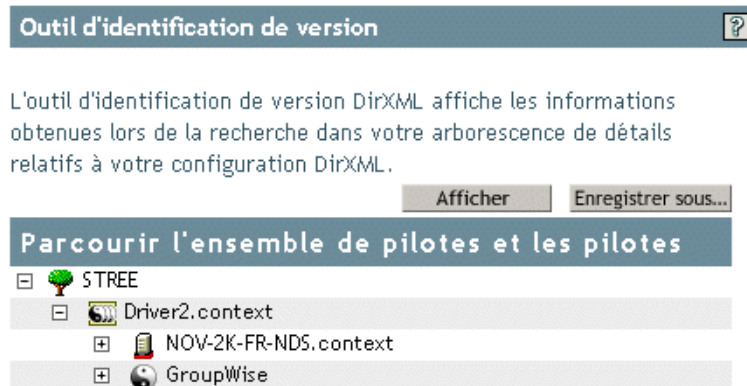 Outil d'identification de version
?
L'outil d'identification de version DirXML affiche les informations
obtenues lors de la recherche dans votre arborescence de détails
relatifs à votre configuration DirXML.
Afficher Enregistrer sous...
Parcourir l'ensemble de pilotes et les pilotes
STREE
Driver2.context
NOV-2K-FR-NDS.context
GroupWise